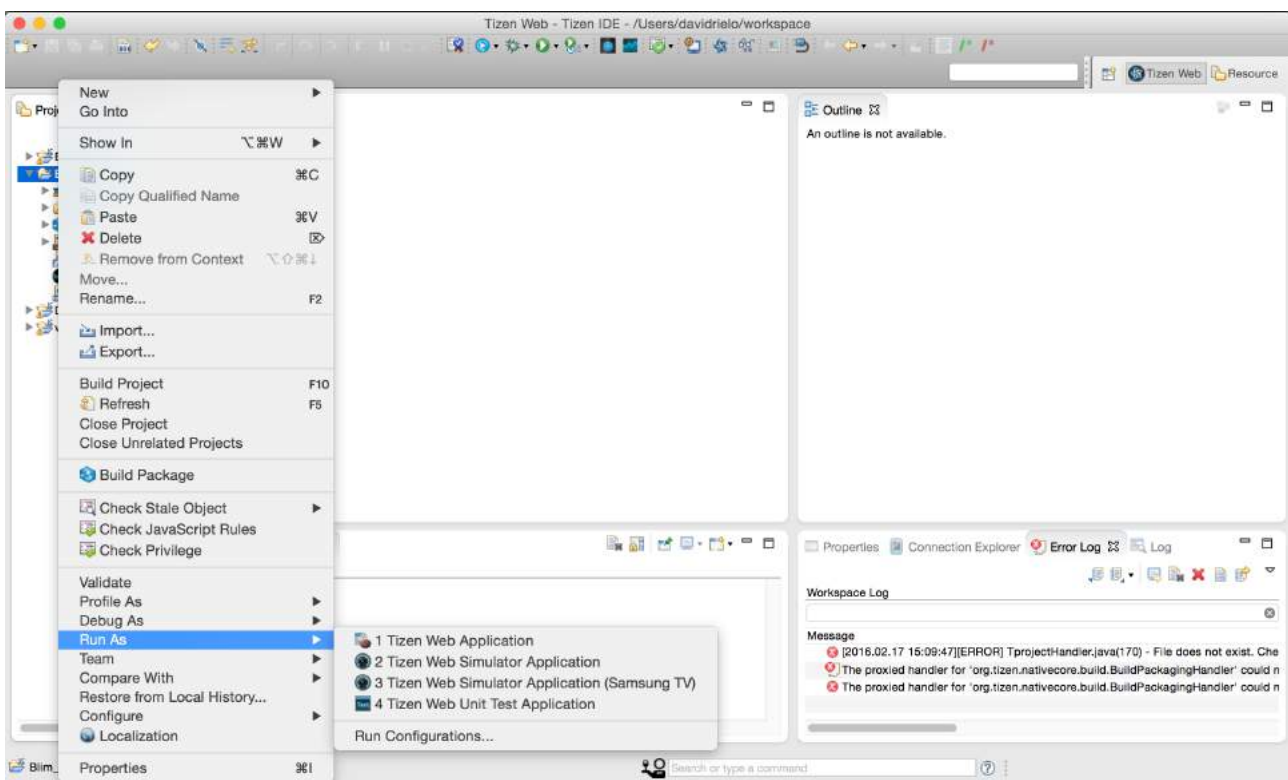 Tizen Web - Tizen IDE - /Users/davidrielo/workspace
Tizen Web
Resource
Proj
New
Go Into
Show In ⌥⌘W
Copy ⌘C
Copy Qualified Name
Paste ⌘V
Delete ⌦
Remove from Context ⌥⇧⌘↓
Move...
Rename... F2
Import...
Export...
Build Project F10
Refresh F5
Close Project
Close Unrelated Projects
Build Package
Check Stale Object
Check JavaScript Rules
Check Privilege
Validate
Profile As
Debug As
Run As
Team
Compare With
Restore from Local History...
Configure
Localization
Properties ⌘I
1 Tizen Web Application
2 Tizen Web Simulator Application
3 Tizen Web Simulator Application (Samsung TV)
4 Tizen Web Unit Test Application
Run Configurations...
Outline
An outline is not available.
Properties Connection Explorer Error Log Log
Workspace Log
Message
[2016.02.17 15:09:47][ERROR] TprojectHandler.java(170) - File does not exist. Che
The proxied handler for 'org.tizen.nativecore.build.BuildPackagingHandler' could n
The proxied handler for 'org.tizen.nativecore.build.BuildPackagingHandler' could n
Blim_
Search or type a command